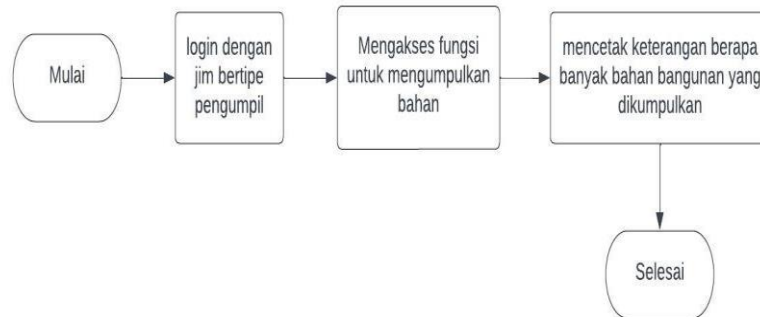 Mulai
login dengan
jim bertipe
pengumpil
Mengakses fungsi
untuk mengumpulkan
bahan
mencetak keterangan berapa
banyak bahan bangunan yang
dikumpulkan
Selesai